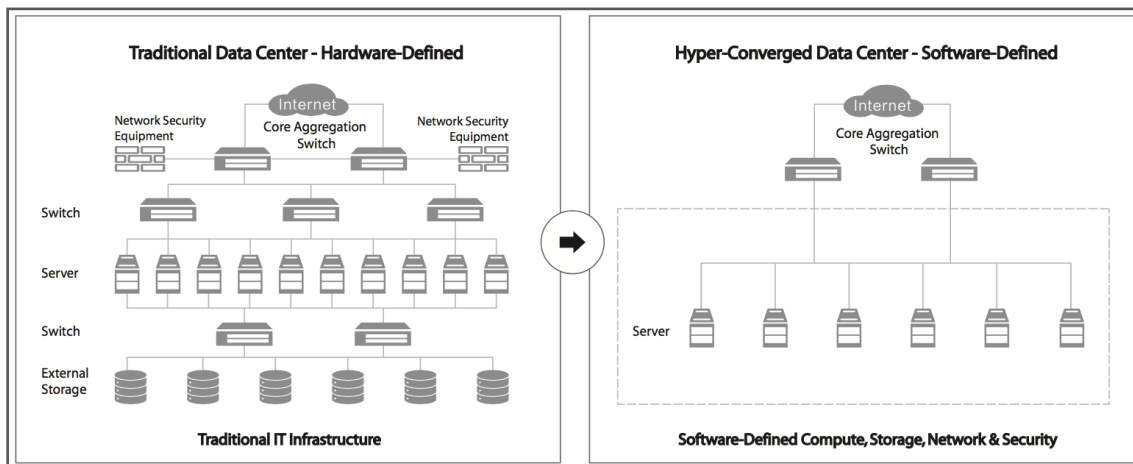 Traditional Data Center - Hardware-Defined
Internet
Network Security
Equipment
Core Aggregation
Switch
Network Security
Equipment
Switch
Server
Switch
External
Storage
Traditional IT Infrastructure
Hyper-Converged Data Center - Software-Defined
Internet
Core Aggregation
Switch
Server
Software-Defined Compute, Storage, Network & Security